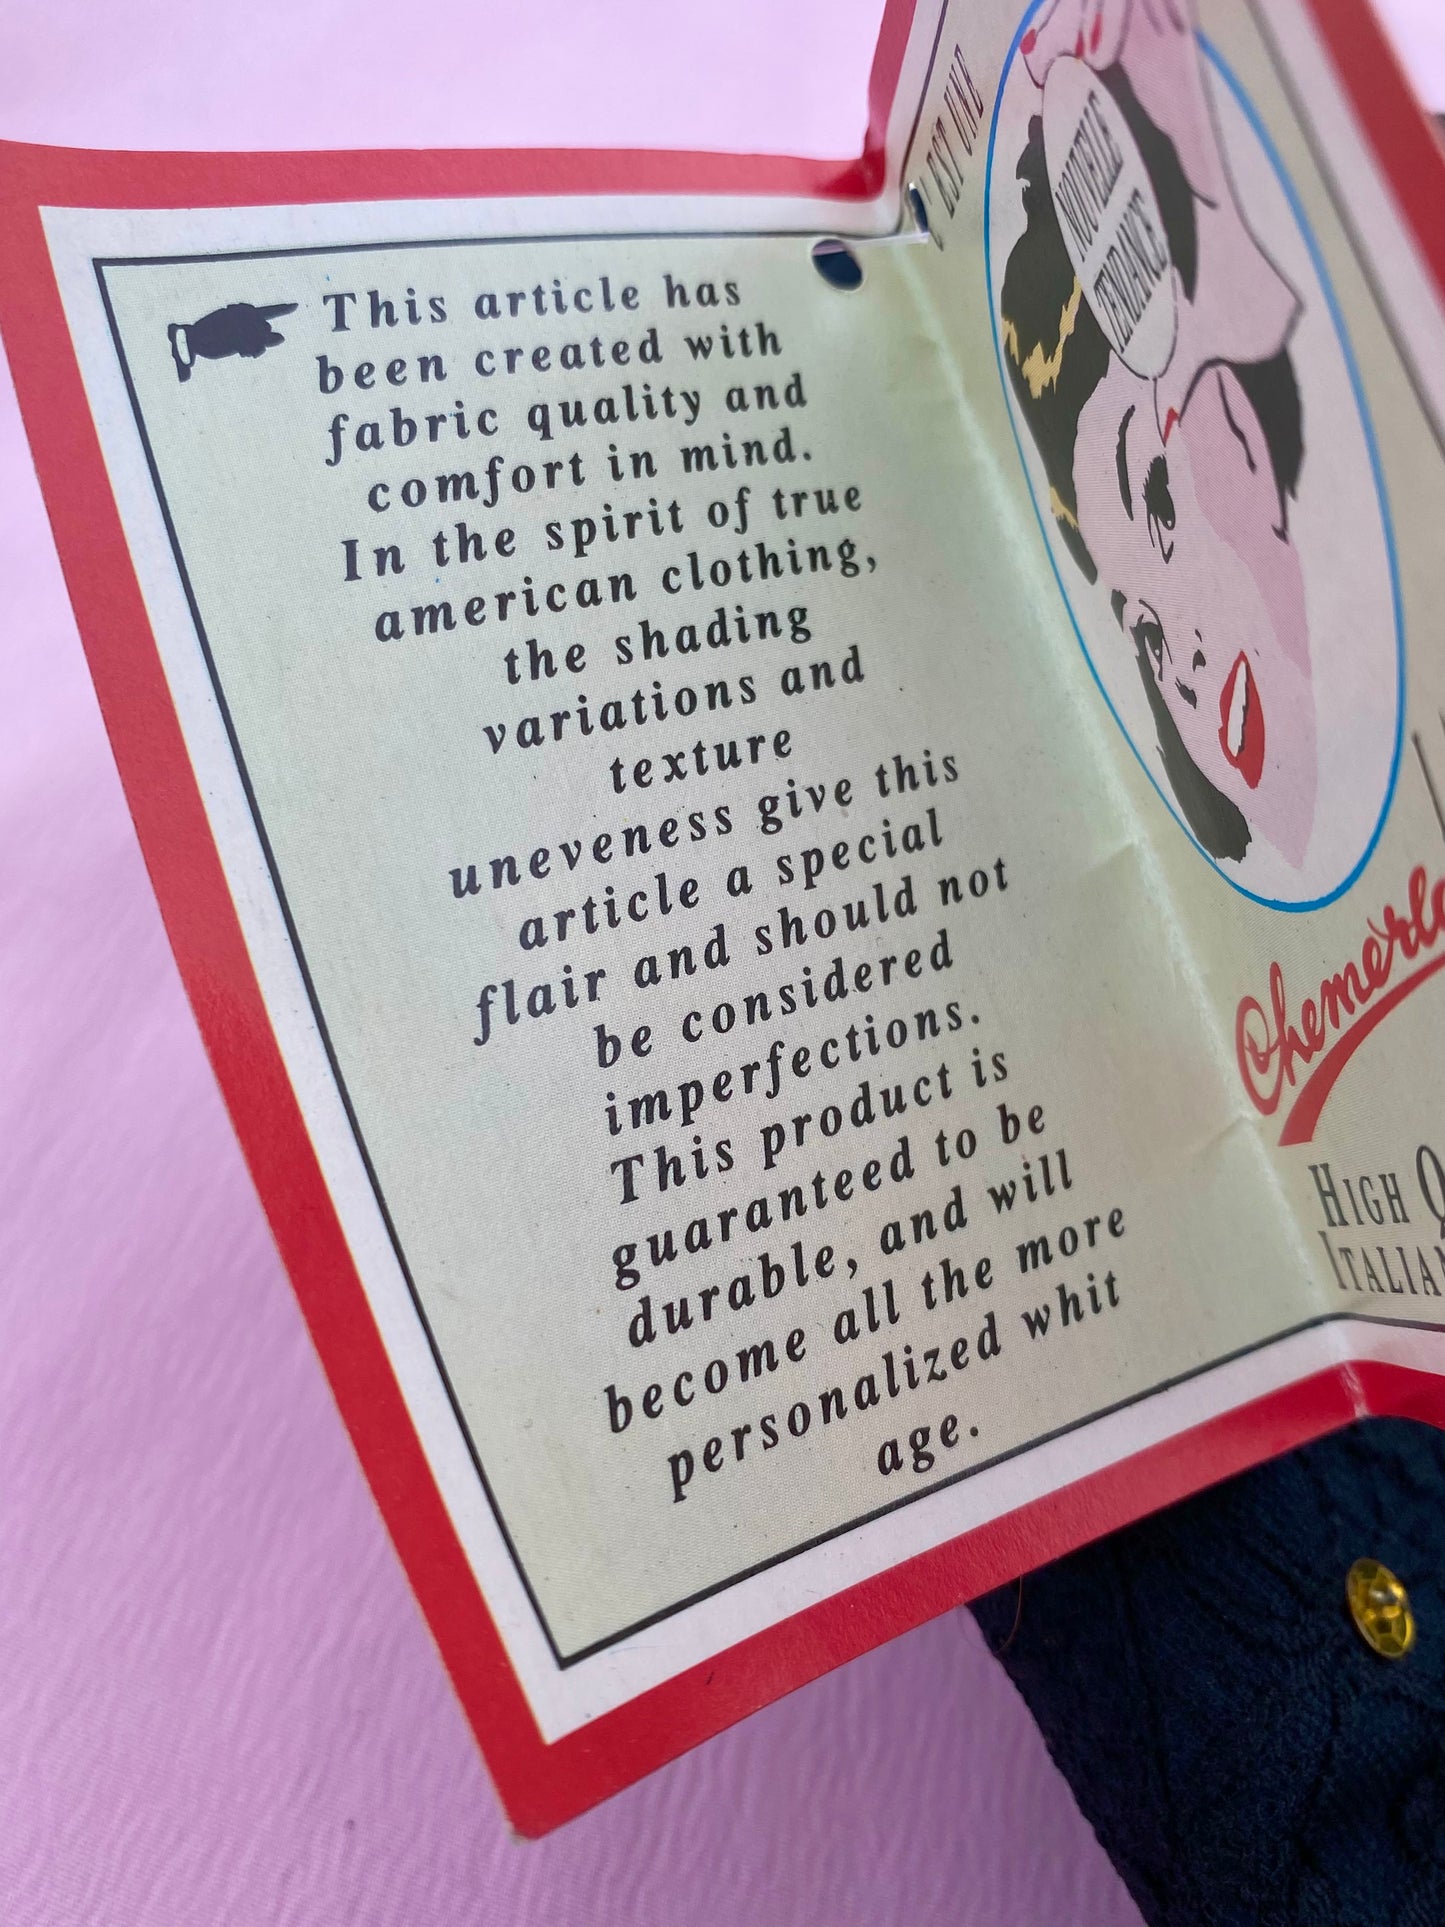 This article has
been created with
fabric quality and
comfort in mind.
In the spirit of true
american clothing,
the shading
variations and
texture
uneveness give this
article a special
flair and should not
be considered
imperfections.
This product is
guaranteed to be
durable, and will
become all the more
personalized whit
age.
EST UNE
NOUVELLE
TENDANCE
HIGH
ITALIAN